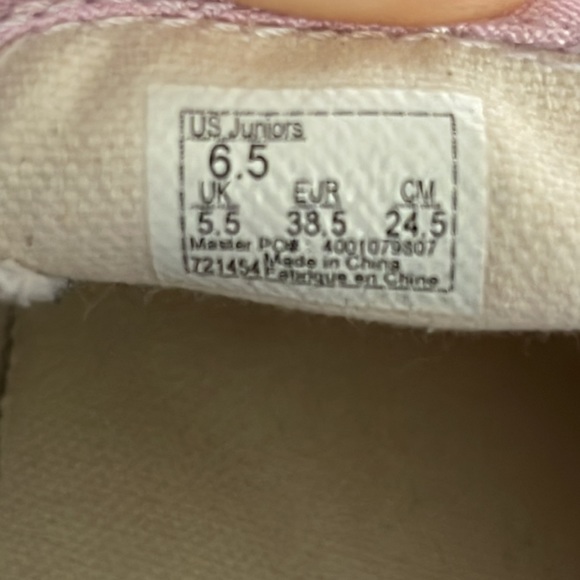 US Juniors
6.5
UK EUR CM
5.5 38.5 24.5
Master PO# : 4001079807
721454 Made in China
Fabrique en Chine